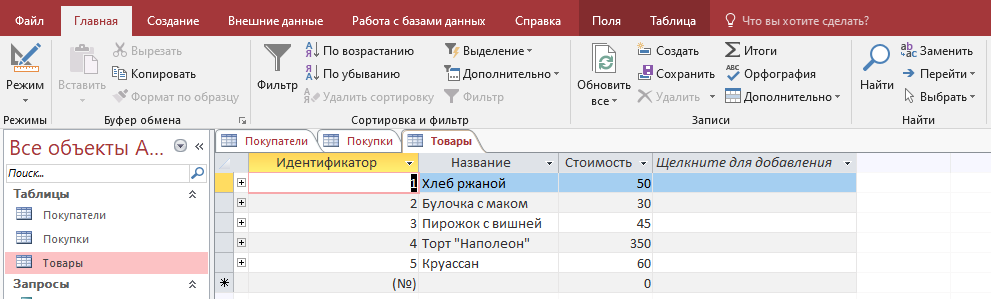 Файл Главная Создание Внешние данные Работа с базами данных Справка Поля Таблица Что вы хотите сделать?
Режим
Режимы
Вставить
Вырезать
Копировать
Формат по образцу
Буфер обмена
Фильтр
По возрастанию
По убыванию
Удалить сортировку
Выделение
Дополнительно
Фильтр
Сортировка и фильтр
Обновить
все
Создать
Сохранить
Удалить
Итоги
Орфография
Дополнительно
Записи
Найти
Заменить
Перейти
Выбрать
Найти
Все объекты A...
Поиск...
Таблицы
Покупатели
Покупки
Товары
Запросы
Покупатели Покупки Товары
Идентификатор Название Стоимость Щелкните для добавления
1 Хлеб ржаной 50
2 Булочка с маком 30
3 Пирожок с вишней 45
4 Торт "Наполеон" 350
5 Круассан 60
(№) 0